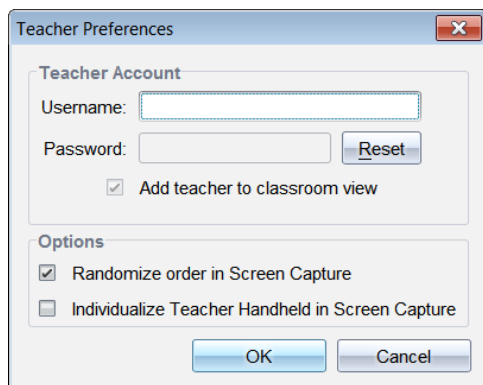 Teacher Preferences
Teacher Account
Username:
Password:
Reset
Add teacher to classroom view
Options
Randomize order in Screen Capture
Individualize Teacher Handheld in Screen Capture
OK
Cancel